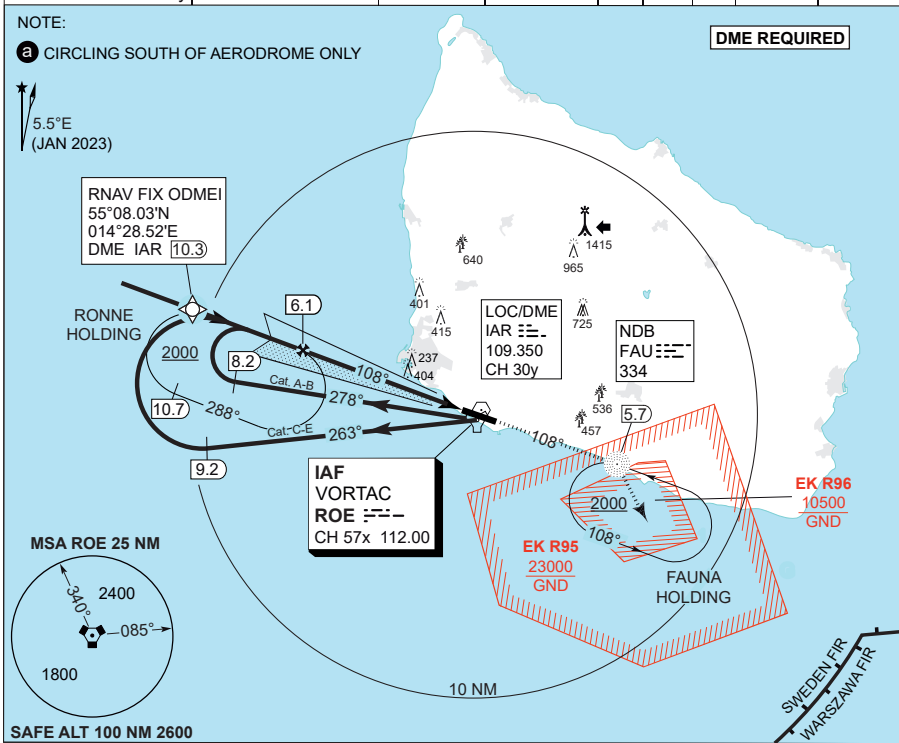 NOTE:
a CIRCLING SOUTH OF AERODROME ONLY
DME REQUIRED
5.5°E
(JAN 2023)
RNAV FIX ODMEI
55°08.03'N
014°28.52'E
DME IAR 10.3
RONNE
HOLDING
2000
6.1
8.2
10.7
9.2
108°
Cat. A-B
278°
288°
Cat. C-E
263°
640
1415
965
401
415
725
237
404
536
457
LOC/DME
IAR
109.350
CH 30y
NDB
FAU
334
5.7
108°
IAF
VORTAC
ROE
CH 57x 112.00
2000
108°
FAUNA
HOLDING
EK R96
10500
GND
EK R95
23000
GND
MSA ROE 25 NM
340°
2400
085°
1800
SAFE ALT 100 NM 2600
10 NM
SWEDEN FIR
WARSZAWA FIR